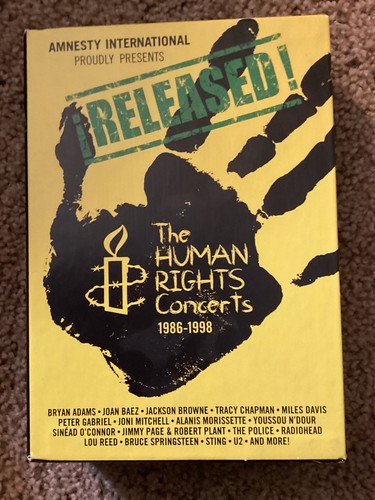 AMNESTY INTERNATIONAL
PROUDLY PRESENTS
¡RELEASED!
The
HUMAN
RIGHTS
Concerts
1986-1998
BRYAN ADAMS • JOAN BAEZ • JACKSON BROWNE • TRACY CHAPMAN • MILES DAVIS
PETER GABRIEL • JONI MITCHELL • ALANIS MORISSETTE • YOUSSOU N'DOUR
SINÉAD O'CONNOR • JIMMY PAGE & ROBERT PLANT • THE POLICE • RADIOHEAD
LOU REED • BRUCE SPRINGSTEEN • STING • U2 • AND MORE!